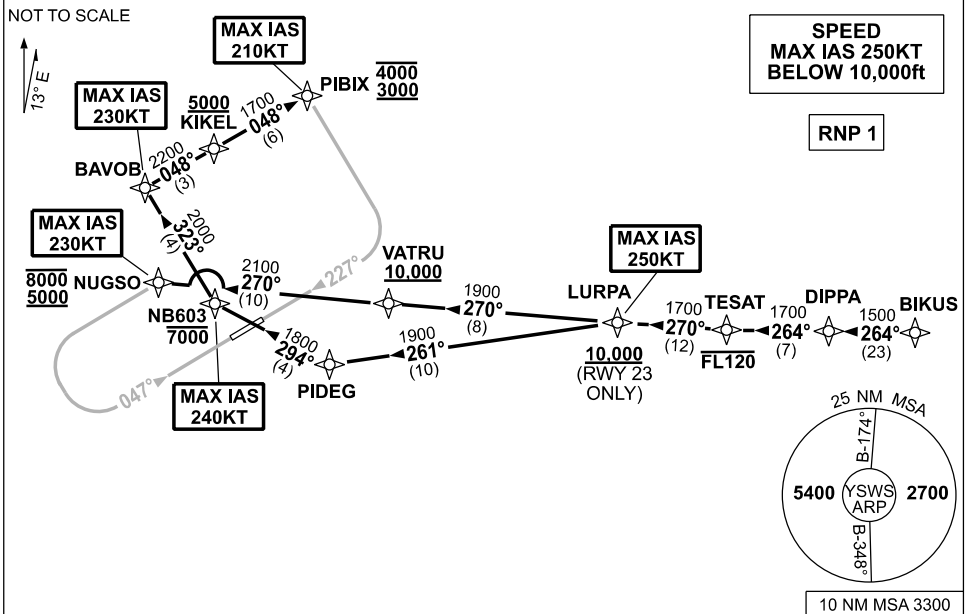 NOT TO SCALE
13° E
MAX IAS
210KT
PIBIX
4000
3000
SPEED
MAX IAS 250KT
BELOW 10,000ft
RNP 1
MAX IAS
230KT
5000
KIKEL
1700
048°
(6)
BAVOB
2200
048°
(3)
MAX IAS
230KT
2000
323°
(4)
8000
5000
NUGSO
2100
270°
(10)
227°
VATRU
10,000
1900
270°
(8)
MAX IAS
250KT
LURPA
10,000
(RWY 23
ONLY)
1700
270°
(12)
TESAT
FL120
1700
264°
(7)
DIPPA
1500
264°
(23)
BIKUS
NB603
7000
1800
294°
(4)
1900
261°
(10)
PIDEG
047°
MAX IAS
240KT
25 NM MSA
B-174°
5400
YSWS
ARP
2700
B-348°
10 NM MSA 3300